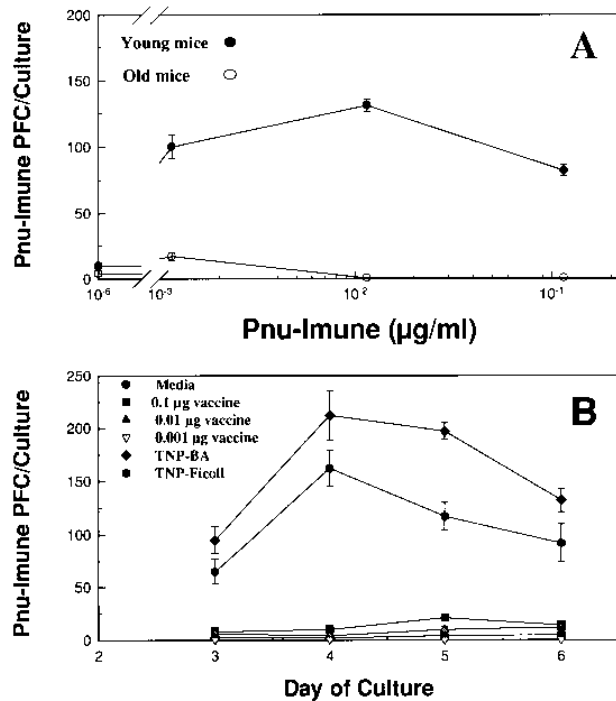 200
Young mice
Old mice
A
150
100
50
0
Pnu-Imune PFC/Culture
10-6
10-3
10-2
10-1
Pnu-Imune (µg/ml)
250
Media
0.1 µg vaccine
0.01 µg vaccine
0.001 µg vaccine
TNP-BA
TNP-Ficoll
B
200
150
100
50
0
Pnu-Imune PFC/Culture
2
3
4
5
6
Day of Culture